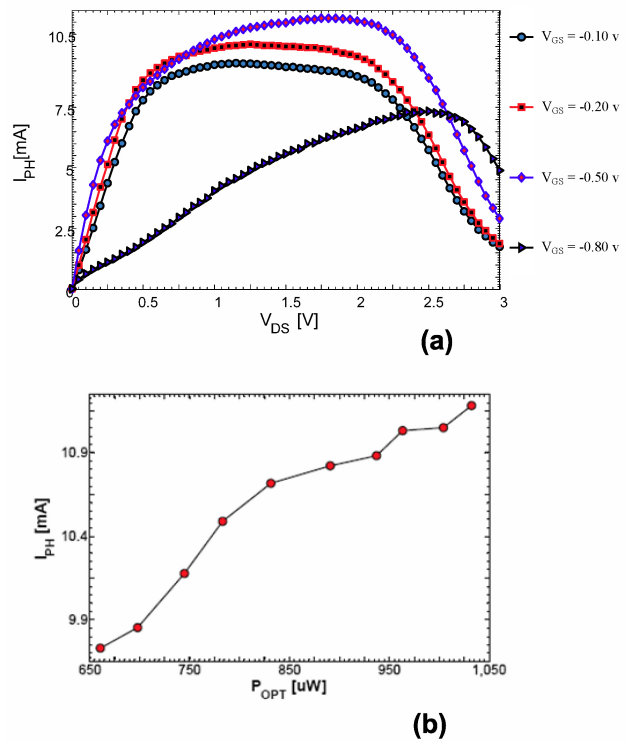 10.5
7.5
5
2.5
0
I_PH[mA]
0 0.5 1 1.5 2 2.5 3
V_DS [V]
V_GS = -0.10 v
V_GS = -0.20 v
V_GS = -0.50 v
V_GS = -0.80 v
(a)
10.9
10.4
9.9
I_PH [mA]
650 750 850 950 1,050
P_OPT [uW]
(b)